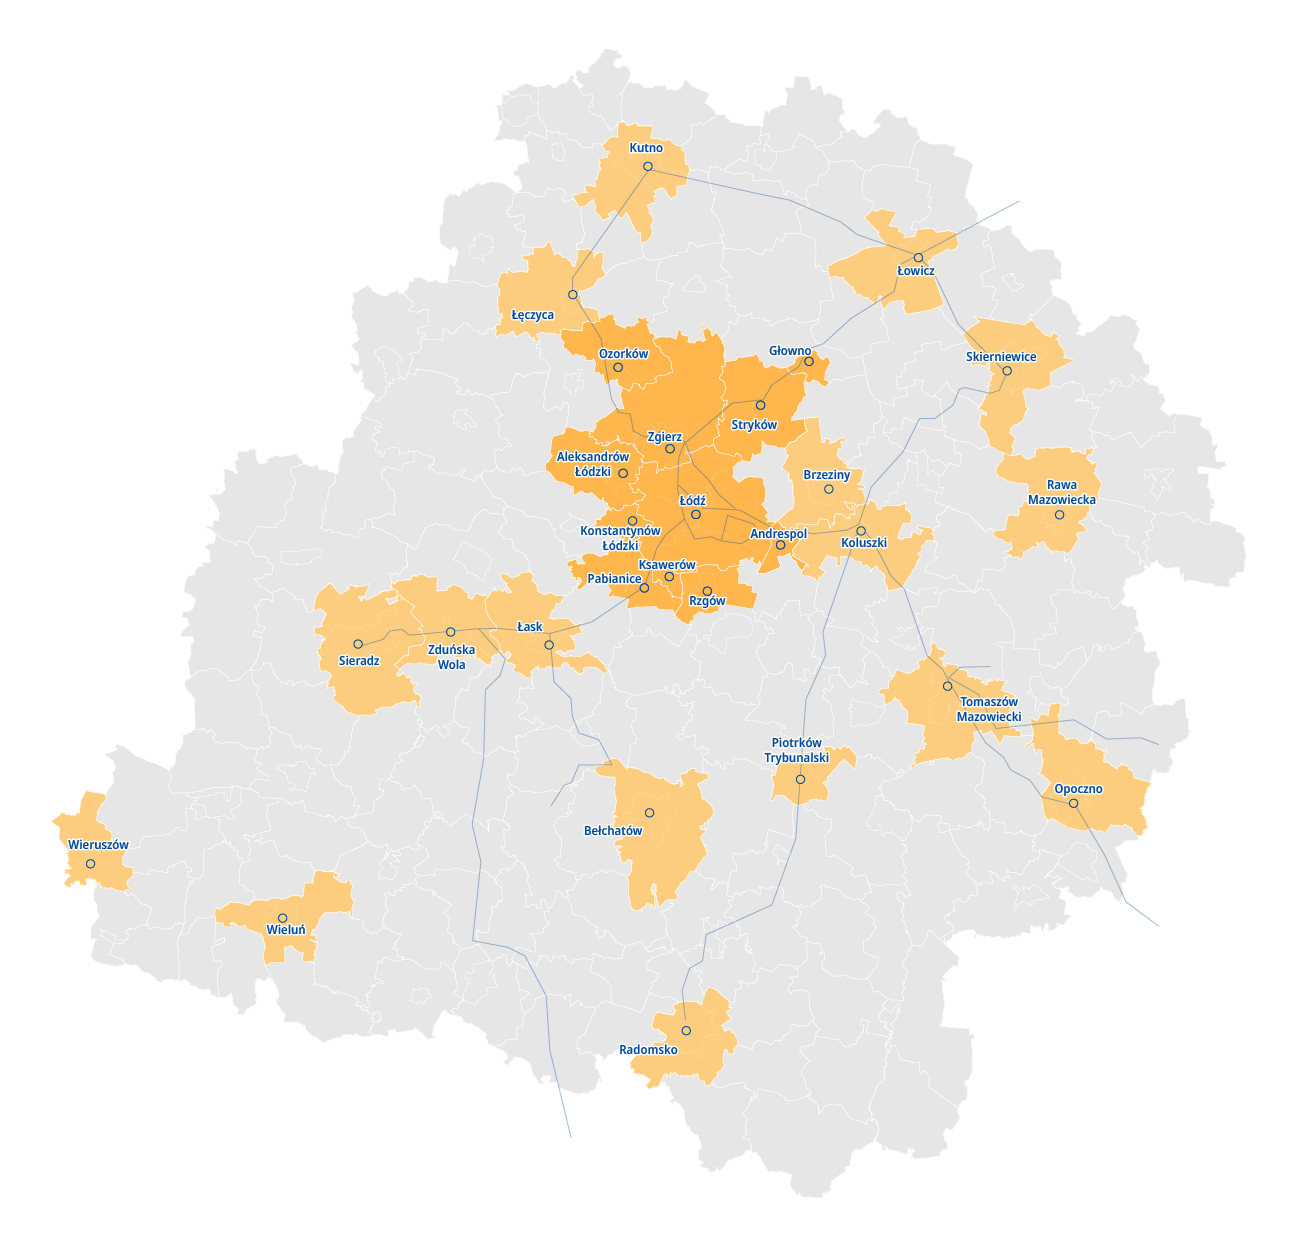 Kutno
Łowicz
Łęczyca
Głowno
Ozorków
Skierniewice
Stryków
Zgierz
Aleksandrów
Łódzki
Brzeziny
Rawa
Mazowiecka
Łódź
Konstantynów
Łódzki
Andrespol
Koluszki
Ksawerów
Pabianice
Rzgów
Łask
Zduńska
Wola
Sieradz
Tomaszów
Mazowiecki
Piotrków
Trybunalski
Opoczno
Bełchatów
Wieruszów
Wieluń
Radomsko